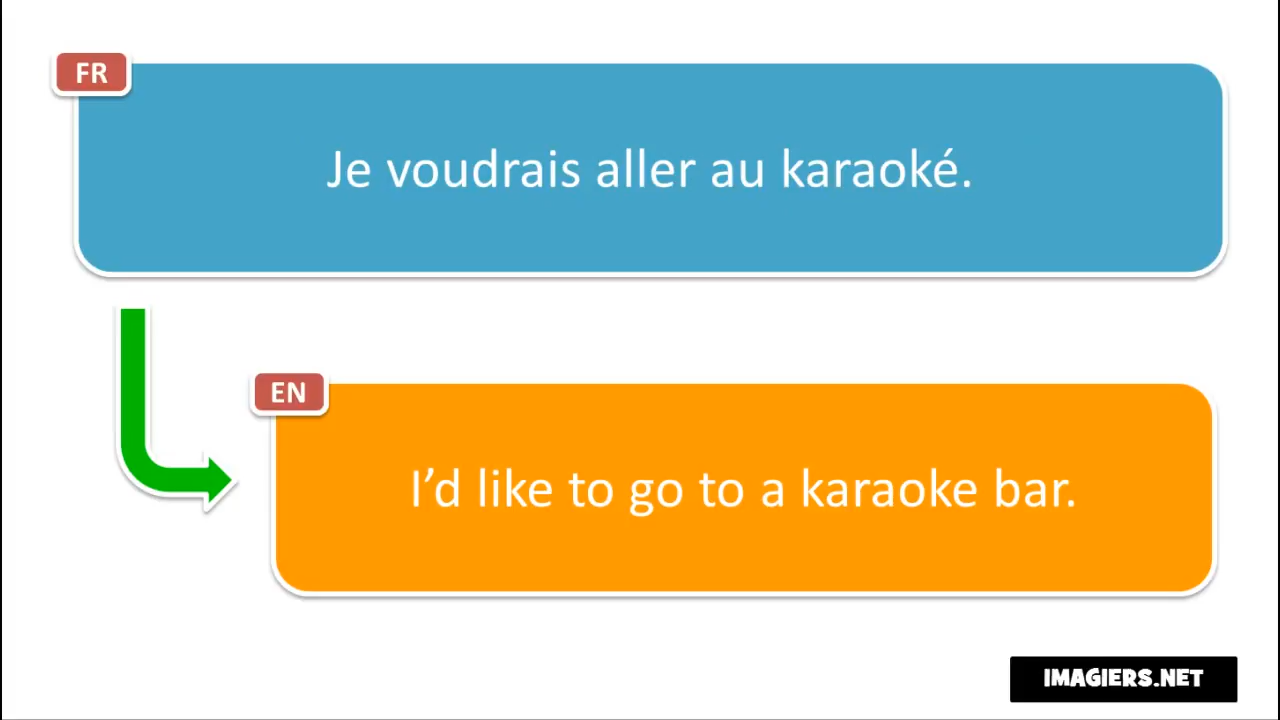 FR
Je voudrais aller au karaoké.
EN
I’d like to go to a karaoke bar.
IMAGIERS.NET